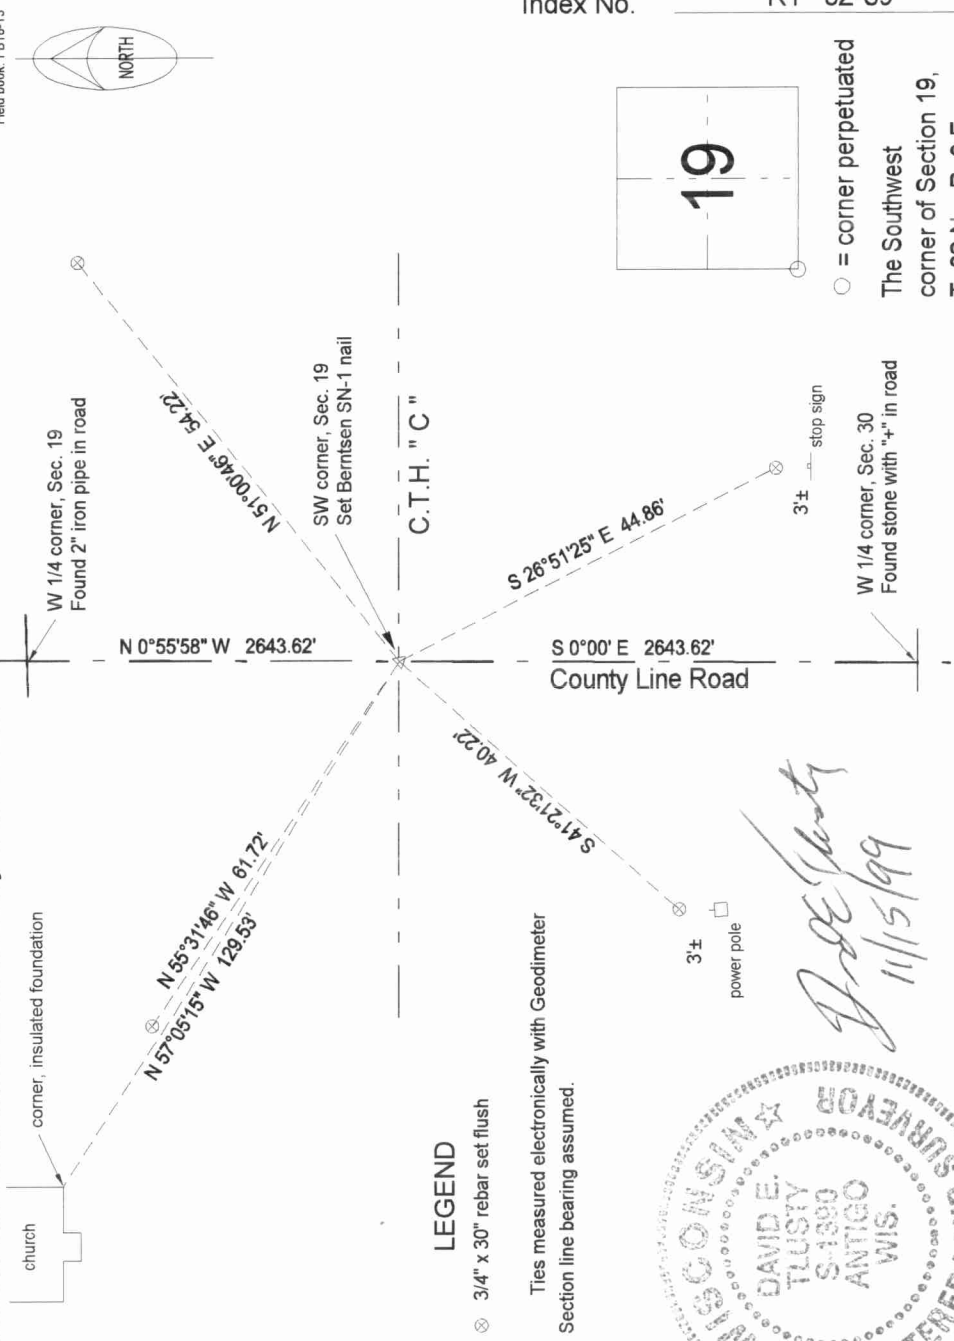 Index No.
NORTH
W 1/4 corner, Sec. 19
Found 2" iron pipe in road
N 51°00'46" E 54.22'
SW corner, Sec. 19
Set Berntsen SN-1 nail
C.T.H. " C "
N 0°55'58" W 2643.62'
S 0°00' E 2643.62'
County Line Road
S 26°51'25" E 44.86'
3'±
stop sign
W 1/4 corner, Sec. 30
Found stone with "+" in road
19
= corner perpetuated
The Southwest
corner of Section 19,
church
corner, insulated foundation
N 55°31'46" W 61.72'
N 57°05'15" W 129.53'
S 41°21'32" W 40.22'
3'±
power pole
LEGEND
3/4" x 30" rebar set flush
Ties measured electronically with Geodimeter
Section line bearing assumed.
11/15/99
WISCONSIN
DAVID E.
TLUSTY
S-1390
ANTIGO
WIS.
SURVEYOR